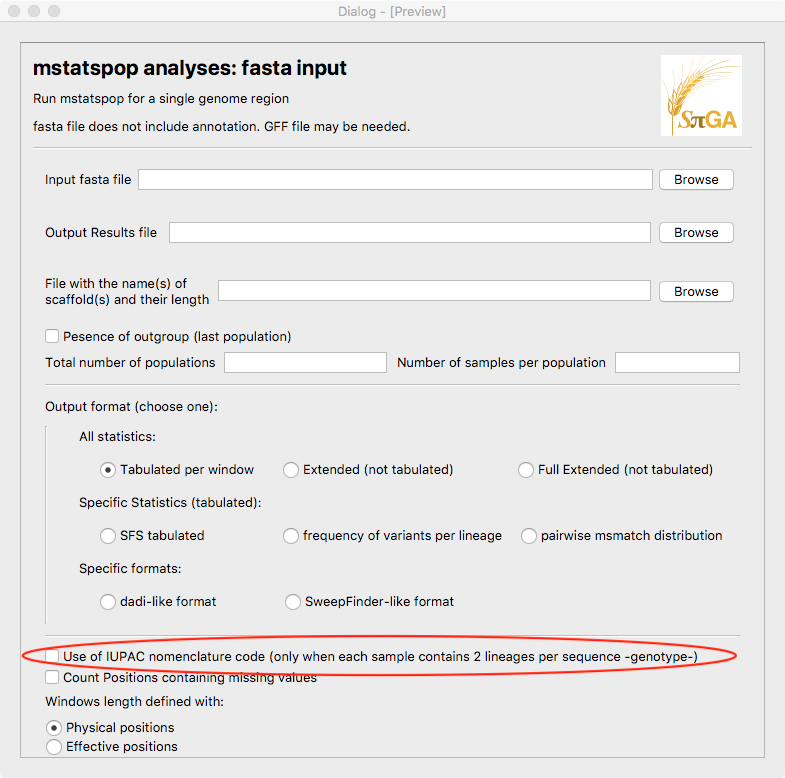 Dialog - [Preview]
mstatspop analyses: fasta input
Run mstatspop for a single genome region
fasta file does not include annotation. GFF file may be needed.
SπGA
Input fasta file
Browse
Output Results file
Browse
File with the name(s) of
scaffold(s) and their length
Browse
Pesence of outgroup (last population)
Total number of populations
Number of samples per population
Output format (choose one):
All statistics:
Tabulated per window
Extended (not tabulated)
Full Extended (not tabulated)
Specific Statistics (tabulated):
SFS tabulated
frequency of variants per lineage
pairwise msmatch distribution
Specific formats:
dadi-like format
SweepFinder-like format
Use of IUPAC nomenclature code (only when each sample contains 2 lineages per sequence -genotype-)
Count Positions containing missing values
Windows length defined with:
Physical positions
Effective positions